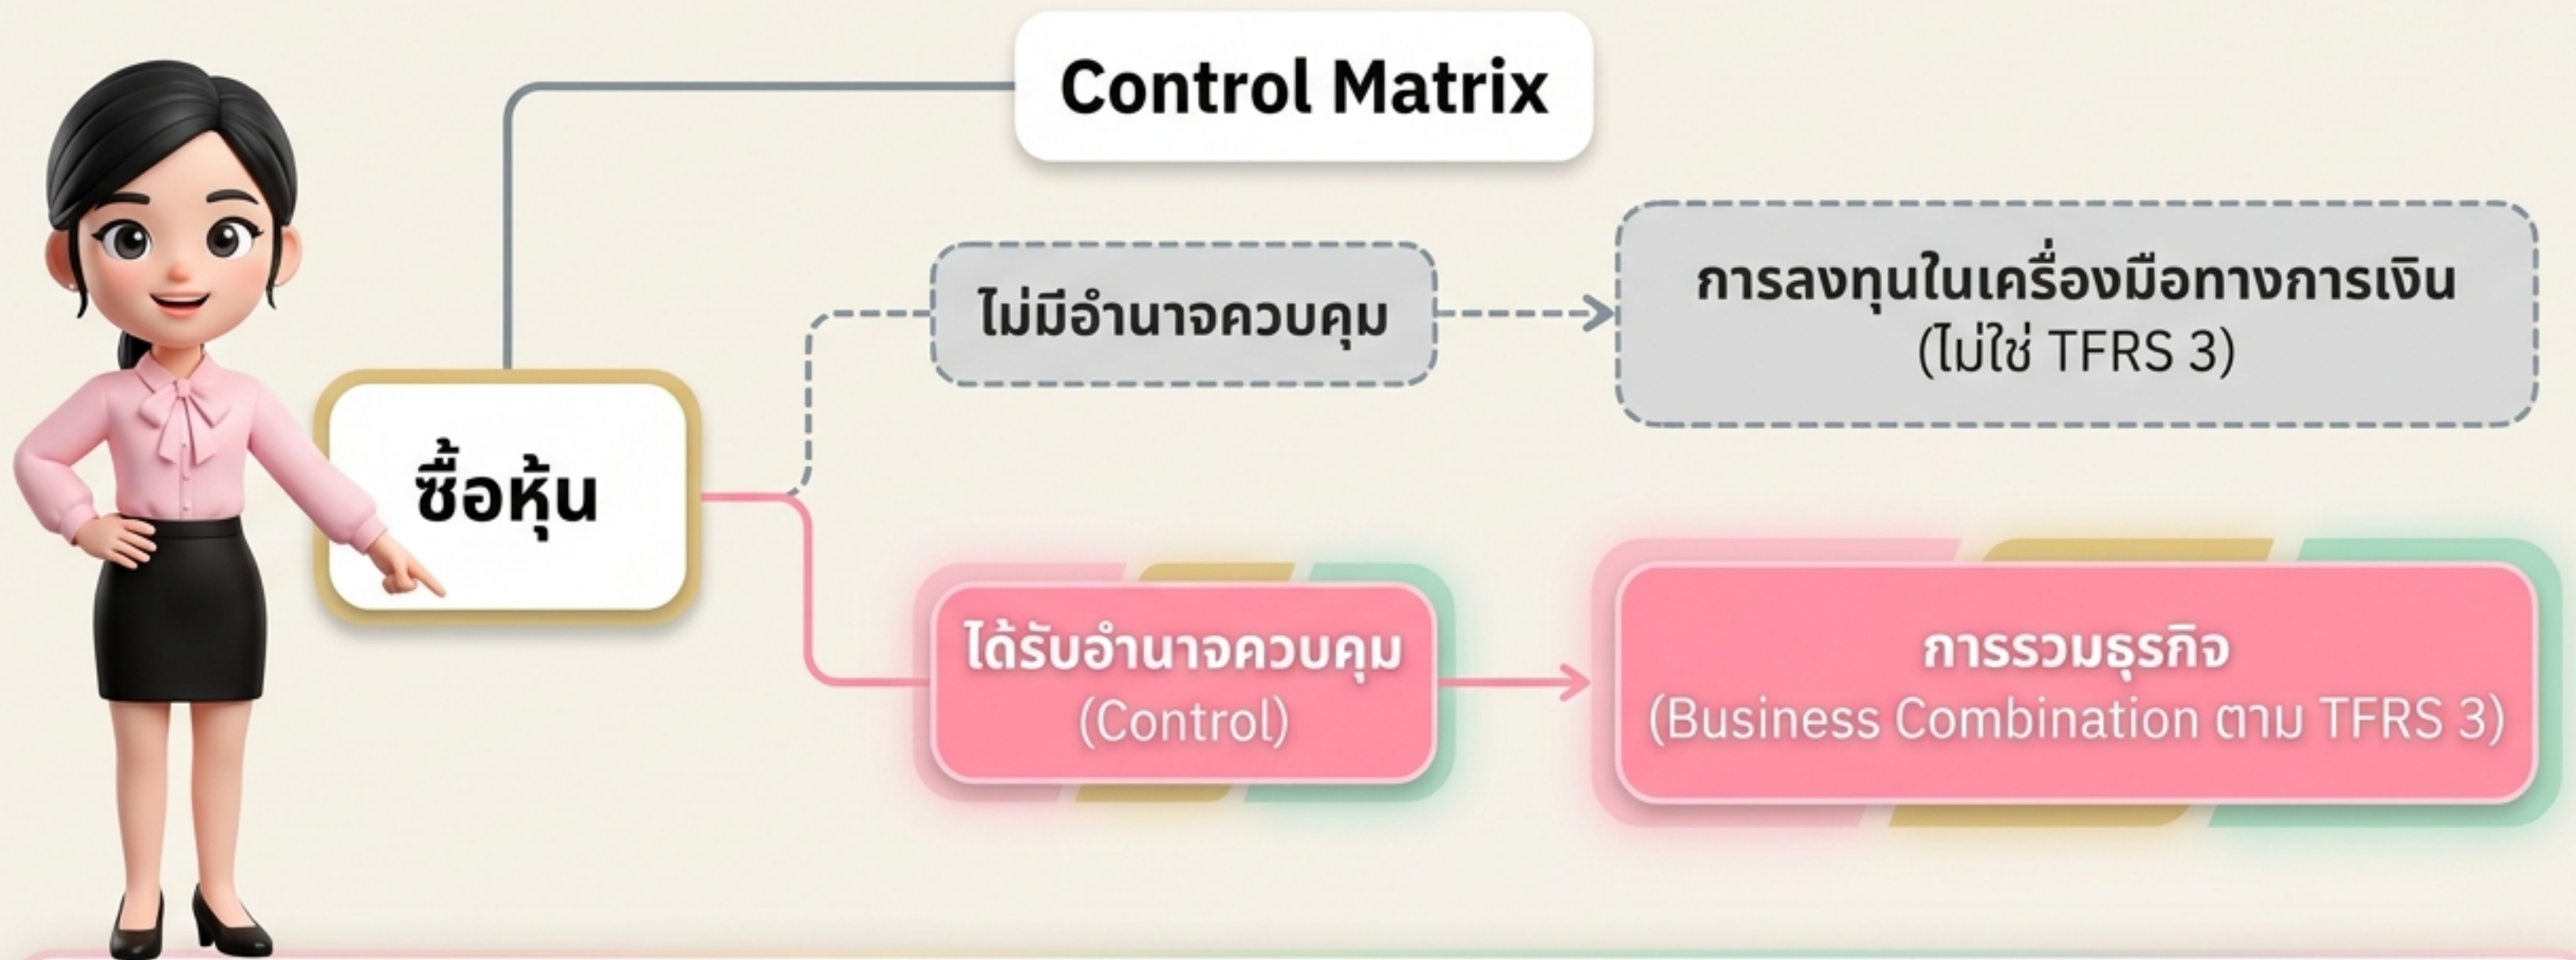 Control Matrix
ซื้อหุ้น
ไม่มีอำนาจควบคุม
การลงทุนในเครื่องมือทางการเงิน
(ไม่ใช่ TFRS 3)
ได้รับอำนาจควบคุม
(Control)
การรวมธุรกิจ
(Business Combination ตาม TFRS 3)